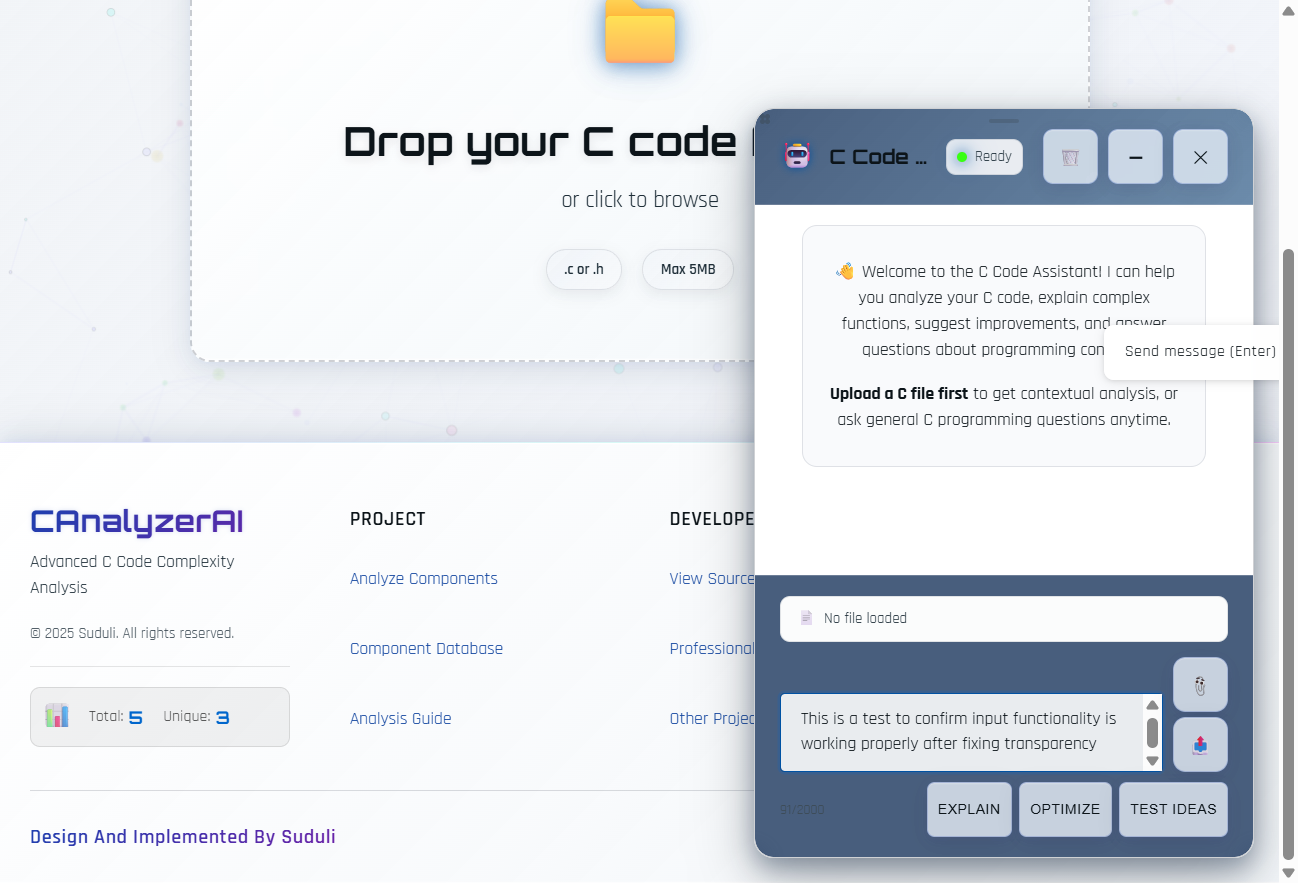 Drop your C code
or click to browse
.c or .h
Max 5MB
CAnalyzerAI
Advanced C Code Complexity
Analysis
© 2025 Suduli. All rights reserved.
Total: 5 Unique: 3
PROJECT
Analyze Components
Component Database
Analysis Guide
DEVELOPE
View Source
Professional
Other Projec
Design And Implemented By Suduli
C Code ...
Ready
👋 Welcome to the C Code Assistant! I can help
you analyze your C code, explain complex
functions, suggest improvements, and answer
questions about programming con
Send message (Enter)
Upload a C file first to get contextual analysis, or
ask general C programming questions anytime.
No file loaded
This is a test to confirm input functionality is
working properly after fixing transparency
91/2000
EXPLAIN
OPTIMIZE
TEST IDEAS